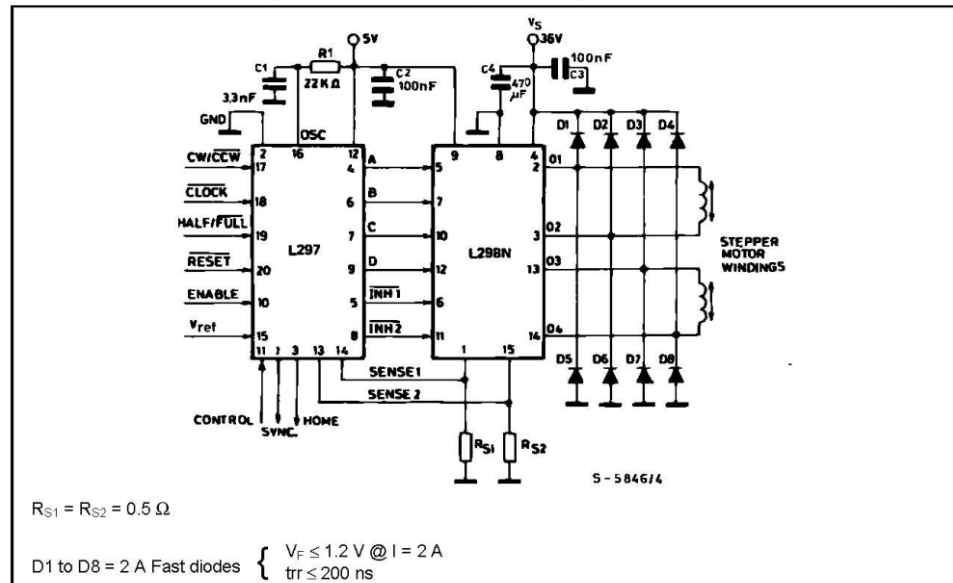 5V
VS
36V
R1
C1
22KΩ
3,3nF
C2
100nF
C4
470
µF
100nF
C3
GND
OSC
D1 D2 D3 D4
2 16 12
9 8 4
CW/CCW 17
4 A 5
2 01
CLOCK 18
6 B 7
HALF/FULL 19
7 C 10
3 02
L297
L298N
RESET 20
9 D 12
13 03
STEPPER
MOTOR
WINDINGS
ENABLE 10
5 INH1 6
Vref 15
8 INH2 11
14 04
11 1 3 13 14
1 15
D5 D6 D7 D8
SENSE1
SENSE 2
CONTROL
SYNC.
HOME
RS1
RS2
S-5846/4
RS1 = RS2 = 0.5 Ω
D1 to D8 = 2 A Fast diodes { VF ≤ 1.2 V @ I = 2 A
trr ≤ 200 ns